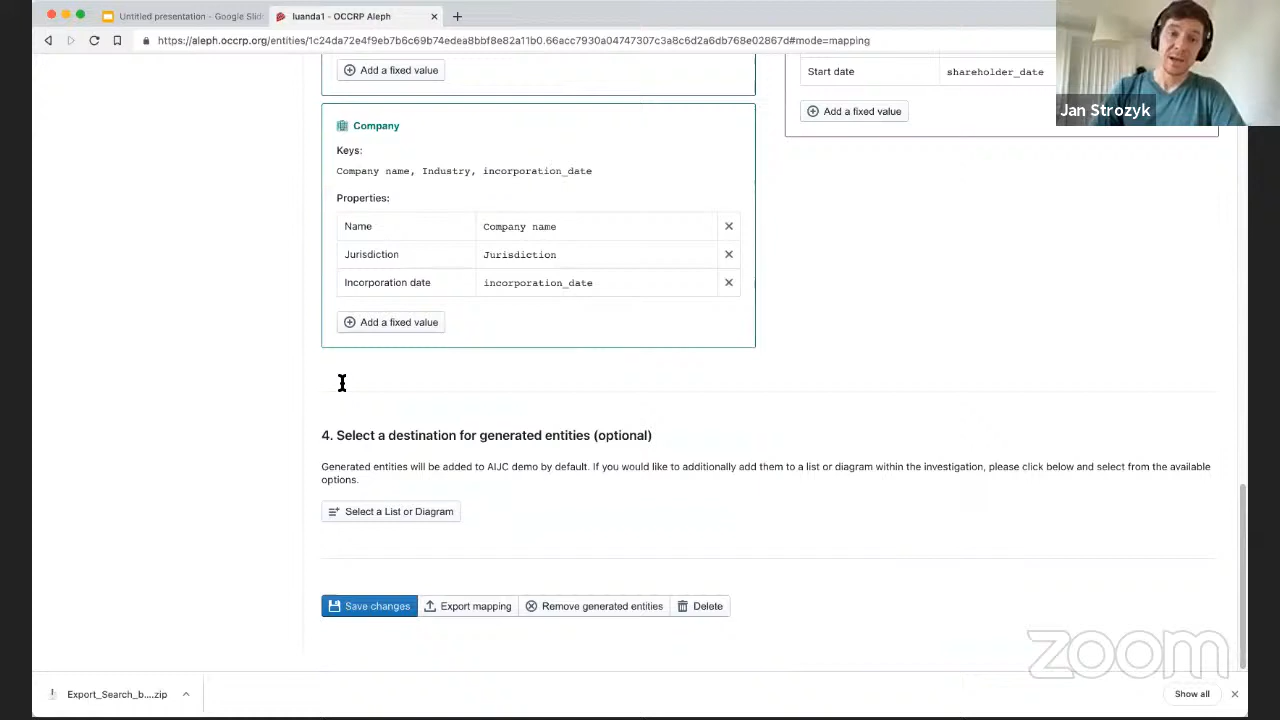 Untitled presentation - Google Slid
luanda1 - OCCRP Aleph
https://aleph.occrp.org/entities/1c24da72e4f9eb7b6c69b74edea8bbf8e82a11b0.66acc7930a04747307c3a8c6d2a6db768e02867d#mode=mapping
Add a fixed value
Start date shareholder_date
Add a fixed value
Jan Strozyk
Company
Keys:
Company name, Industry, incorporation_date
Properties:
Name Company name
Jurisdiction Jurisdiction
Incorporation date incorporation_date
Add a fixed value
4. Select a destination for generated entities (optional)
Generated entities will be added to AIJC demo by default. If you would like to additionally add them to a list or diagram within the investigation, please click below and select from the available
options.
Select a List or Diagram
Save changes Export mapping Remove generated entities Delete
zoom
Export_Search_b....zip
Show all